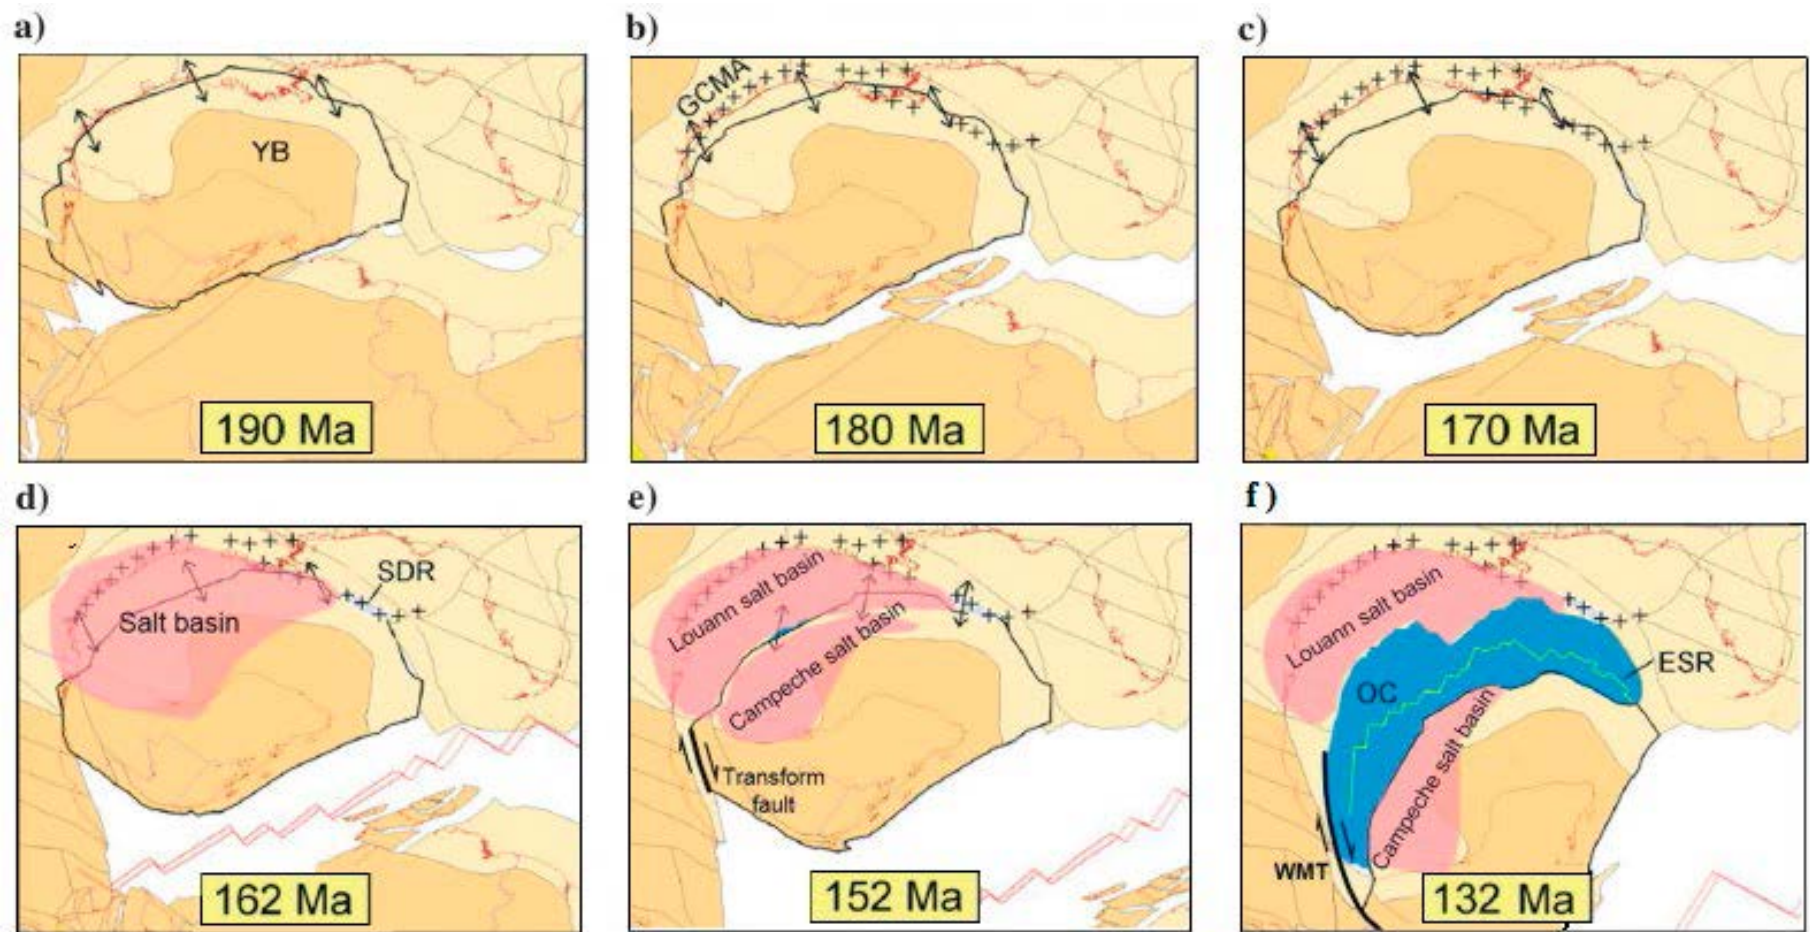 a)
YB
190 Ma
b)
GCMA
180 Ma
c)
170 Ma
d)
SDR
Salt basin
162 Ma
e)
Louann salt basin
Campeche salt basin
Transform
fault
152 Ma
f)
Louann salt basin
ESR
OC
Campeche salt basin
WMT
132 Ma